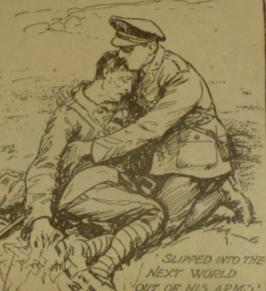 'SLIPPED INTO THE
NEXT WORLD
OUT OF HIS ARMS.'